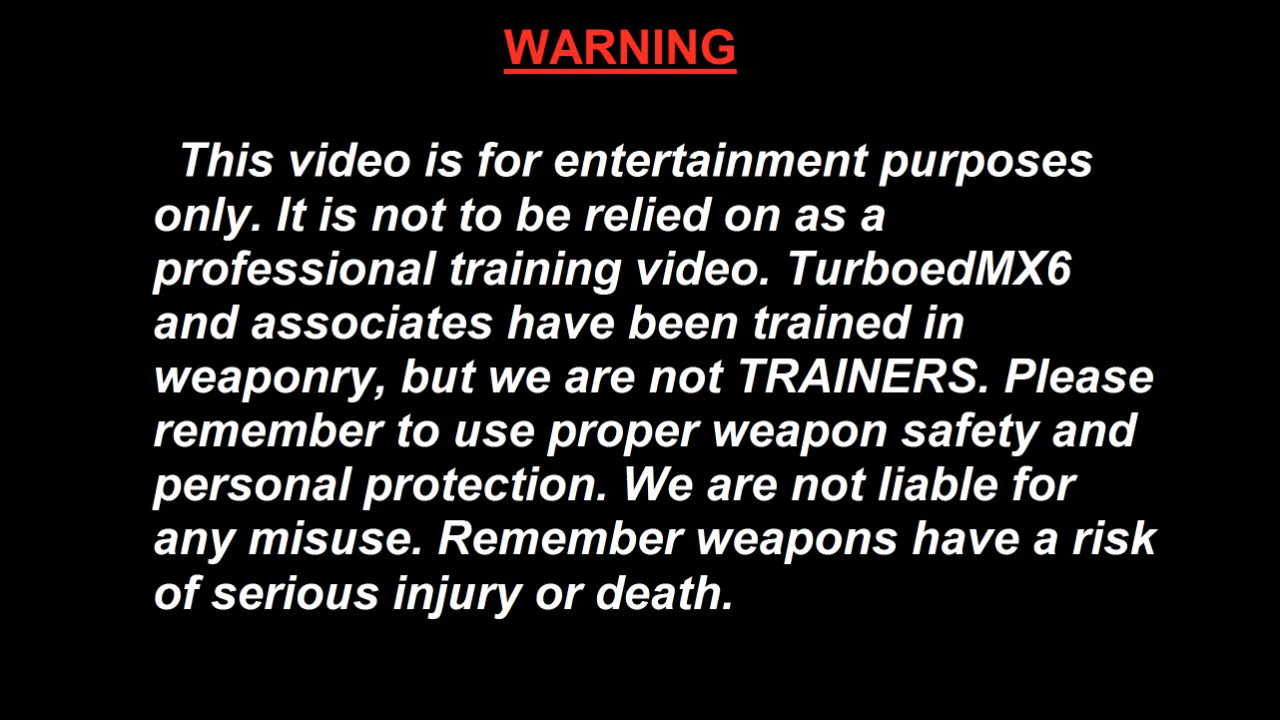 WARNING
This video is for entertainment purposes
only. It is not to be relied on as a
professional training video. TurboedMX6
and associates have been trained in
weaponry, but we are not TRAINERS. Please
remember to use proper weapon safety and
personal protection. We are not liable for
any misuse. Remember weapons have a risk
of serious injury or death.